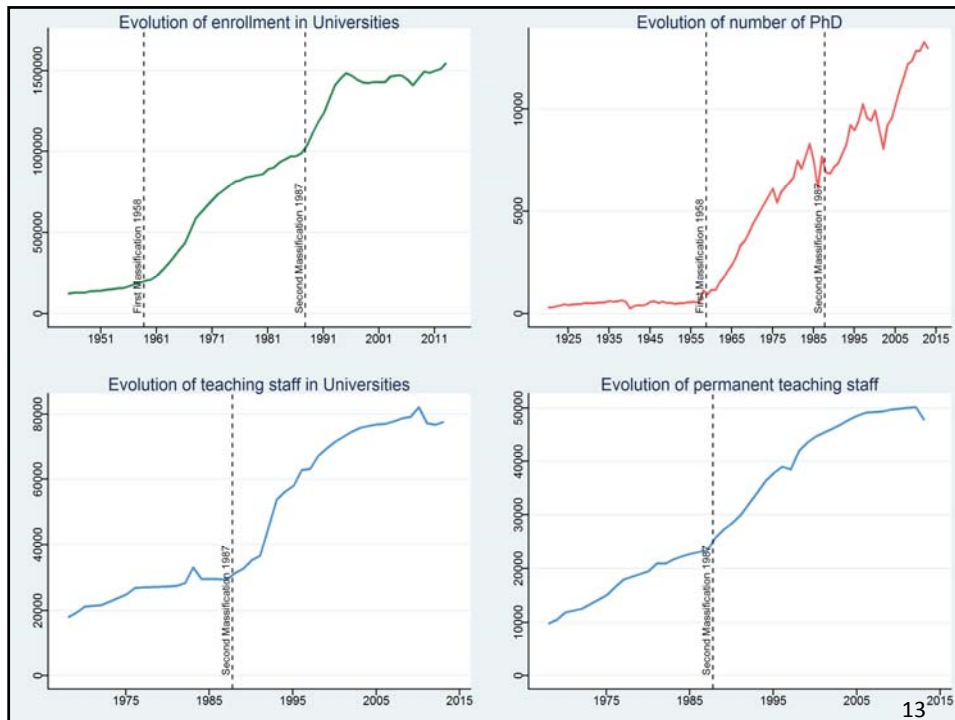 Evolution of enrollment in Universities
1500000
1000000
500000
0
First Massification 1958
Second Massification 1987
1951 1961 1971 1981 1991 2001 2011
Evolution of number of PhD
10000
5000
0
First Massification 1958
Second Massification 1987
1925 1935 1945 1955 1965 1975 1985 1995 2005 2015
Evolution of teaching staff in Universities
80000
60000
40000
20000
0
Second Massification 1987
1975 1985 1995 2005 2015
Evolution of permanent teaching staff
50000
40000
30000
20000
10000
0
Second Massification 1987
1975 1985 1995 2005 2015
13